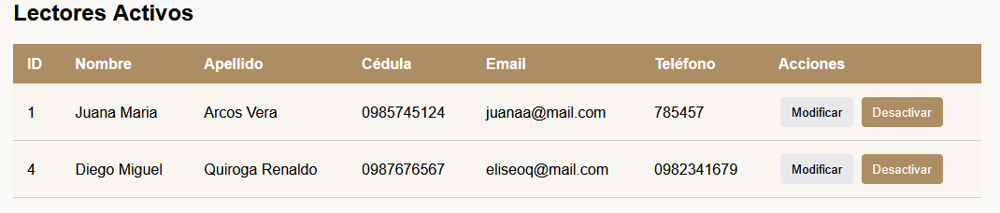 Lectores Activos
ID Nombre Apellido Cédula Email Teléfono Acciones
1 Juana Maria Arcos Vera 0985745124 juanaa@mail.com 785457 Modificar Desactivar
4 Diego Miguel Quiroga Renaldo 0987676567 eliseoq@mail.com 0982341679 Modificar Desactivar